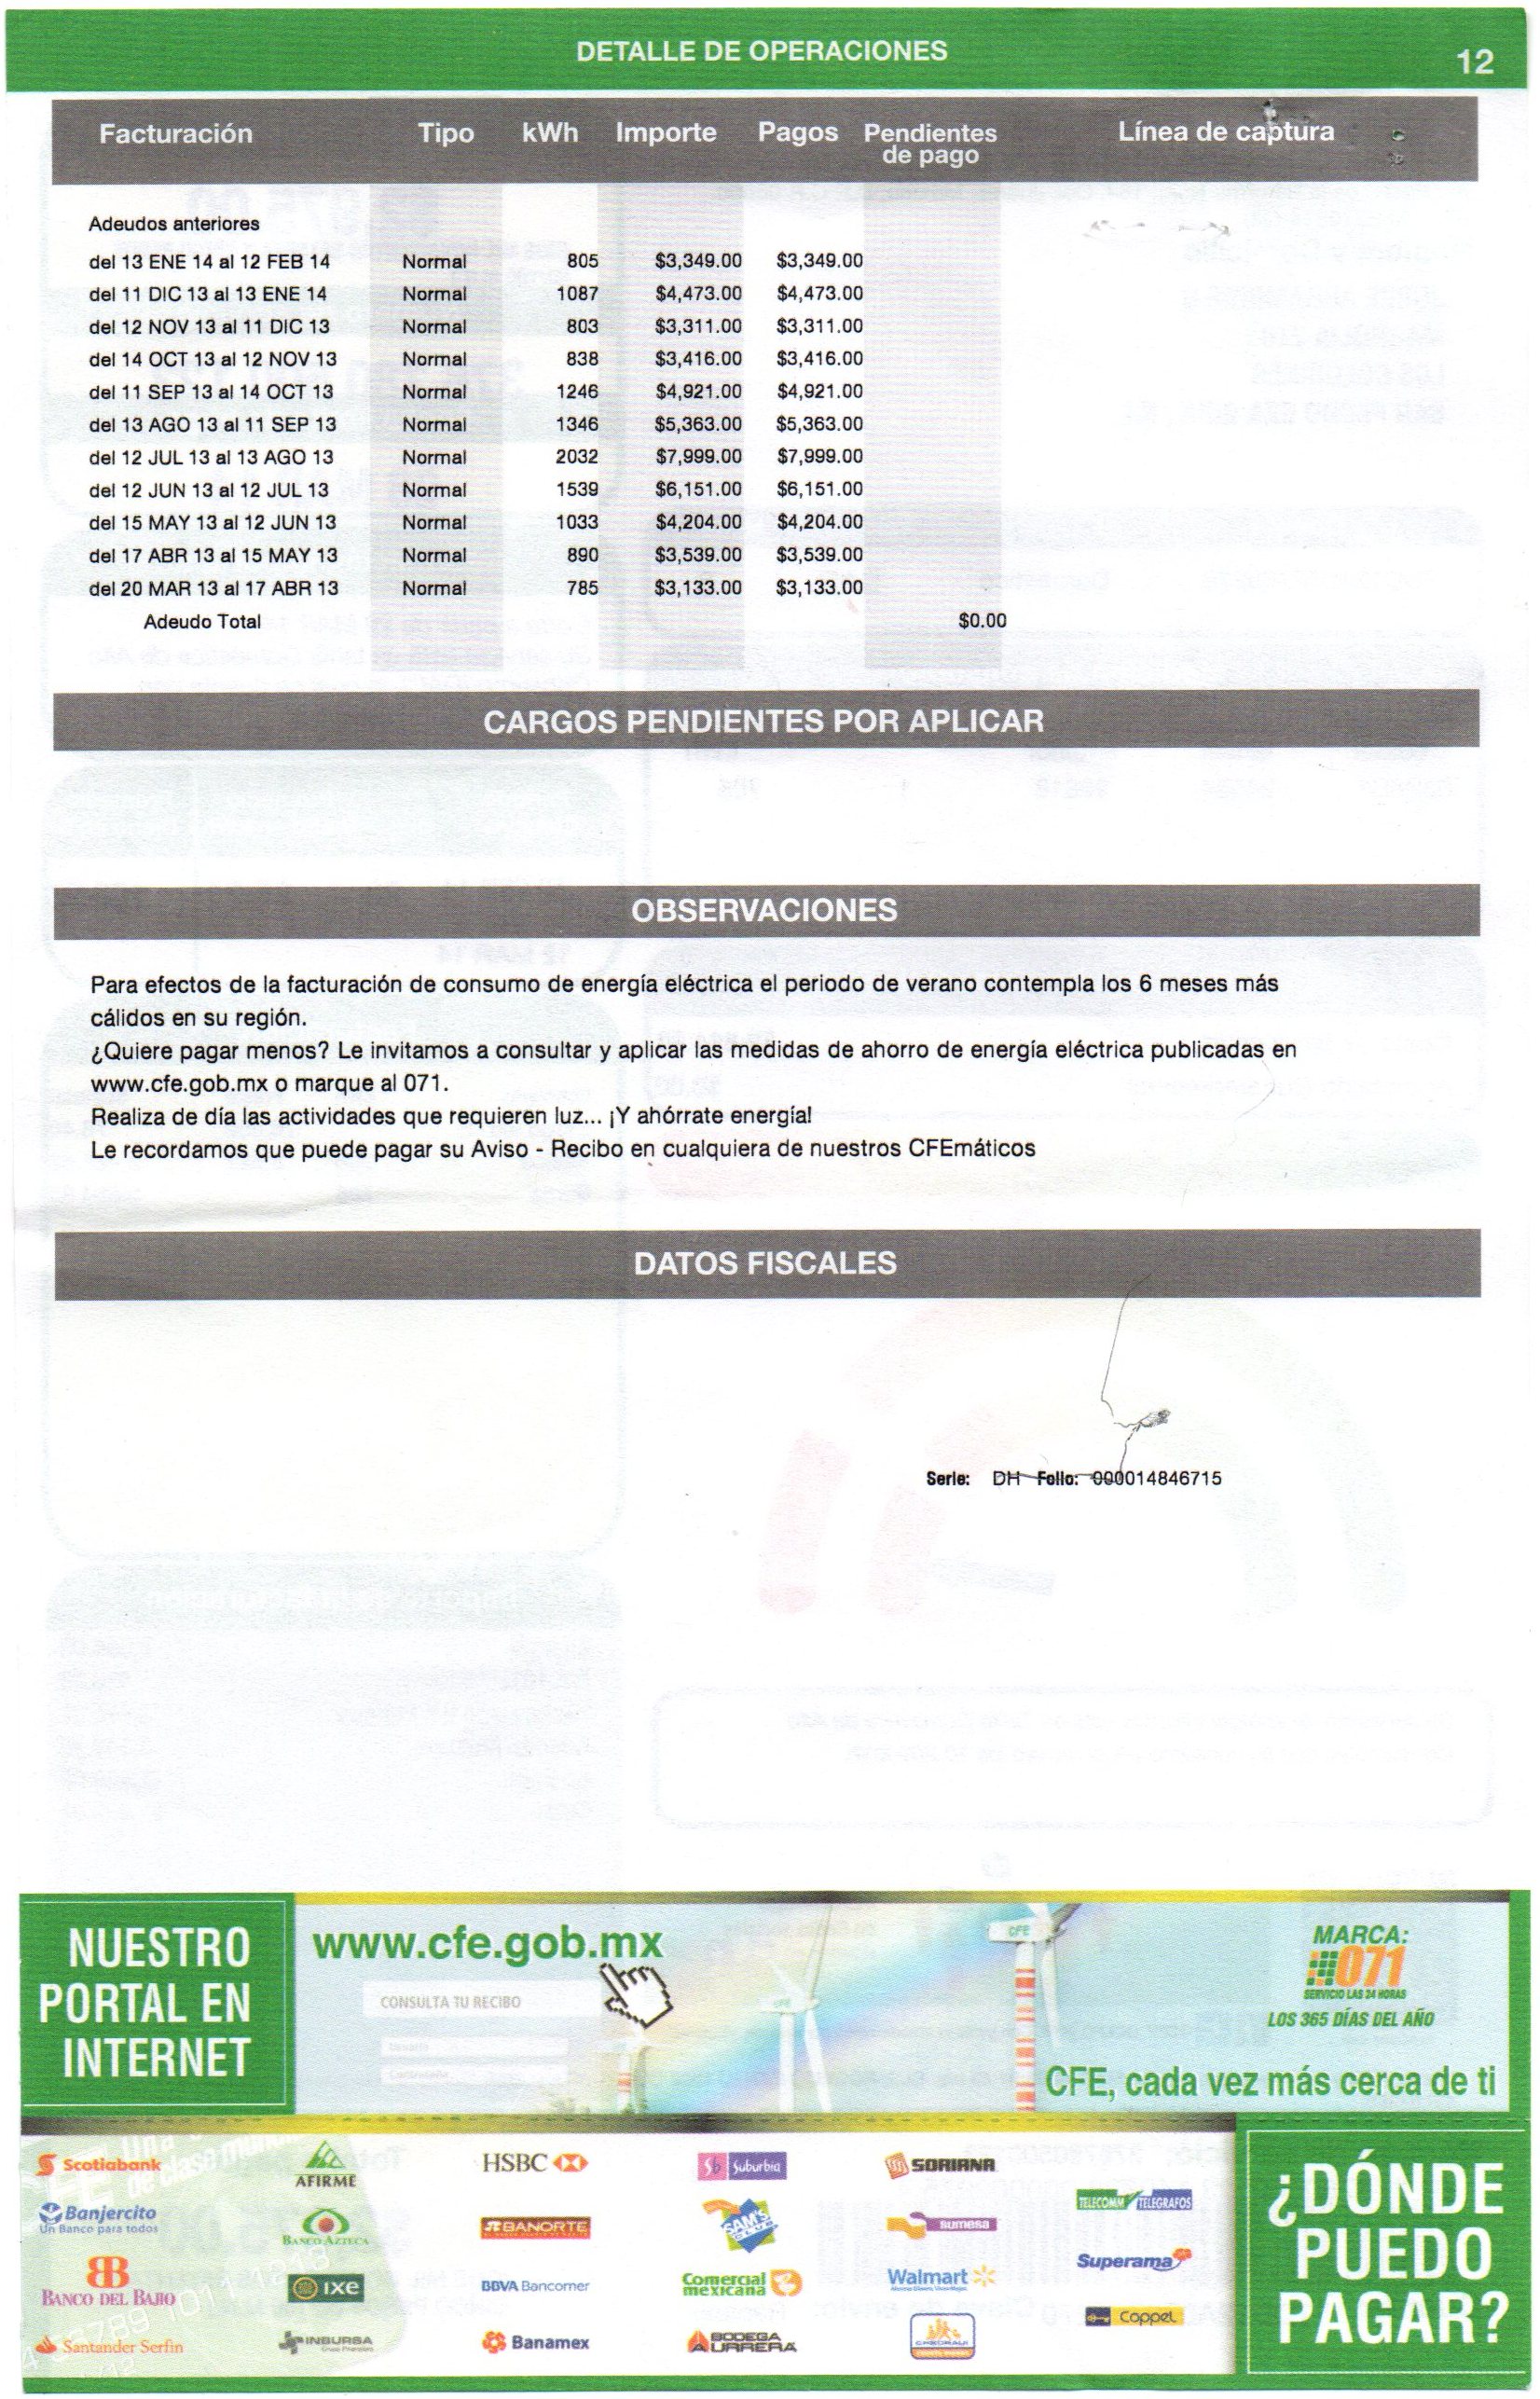 DETALLE DE OPERACIONES
12
Facturación Tipo kWh Importe Pagos Pendientes de pago Línea de captura
Adeudos anteriores
del 13 ENE 14 al 12 FEB 14 Normal 805 $3,349.00 $3,349.00
del 11 DIC 13 al 13 ENE 14 Normal 1087 $4,473.00 $4,473.00
del 12 NOV 13 al 11 DIC 13 Normal 803 $3,311.00 $3,311.00
del 14 OCT 13 al 12 NOV 13 Normal 838 $3,416.00 $3,416.00
del 11 SEP 13 al 14 OCT 13 Normal 1246 $4,921.00 $4,921.00
del 13 AGO 13 al 11 SEP 13 Normal 1346 $5,363.00 $5,363.00
del 12 JUL 13 al 13 AGO 13 Normal 2032 $7,999.00 $7,999.00
del 12 JUN 13 al 12 JUL 13 Normal 1539 $6,151.00 $6,151.00
del 15 MAY 13 al 12 JUN 13 Normal 1033 $4,204.00 $4,204.00
del 17 ABR 13 al 15 MAY 13 Normal 890 $3,539.00 $3,539.00
del 20 MAR 13 al 17 ABR 13 Normal 785 $3,133.00 $3,133.00
Adeudo Total $0.00
CARGOS PENDIENTES POR APLICAR
OBSERVACIONES
Para efectos de la facturación de consumo de energía eléctrica el periodo de verano contempla los 6 meses más
cálidos en su región.
¿Quiere pagar menos? Le invitamos a consultar y aplicar las medidas de ahorro de energía eléctrica publicadas en
www.cfe.gob.mx o marque al 071.
Realiza de día las actividades que requieren luz... ¡Y ahórrate energía!
Le recordamos que puede pagar su Aviso - Recibo en cualquiera de nuestros CFEmáticos
DATOS FISCALES
Serie: DH Folio: 000014846715
NUESTRO
PORTAL EN
INTERNET
www.cfe.gob.mx
CONSULTA TU RECIBO
CFE
CFE
MARCA:
071
SERVICIO LAS 24 HORAS
LOS 365 DÍAS DEL AÑO
CFE, cada vez más cerca de ti
Scotiabank
Banjercito
Un Banco para todos
BANCO DEL BAJIO
Santander Serfin
AFIRME
BANCO AZTECA
IXE
INBURSA
Grupo Financiero
HSBC
BANORTE
BBVA Bancomer
Banamex
Sb Suburbia
SAM'S CLUB
Comercial
mexicana
BODEGA
AURRERA
SORIANA
sumesa
Walmart
CHEDRAUI
TELECOMM TELEGRAFOS
Superama
Coppel
¿DÓNDE
PUEDO
PAGAR?